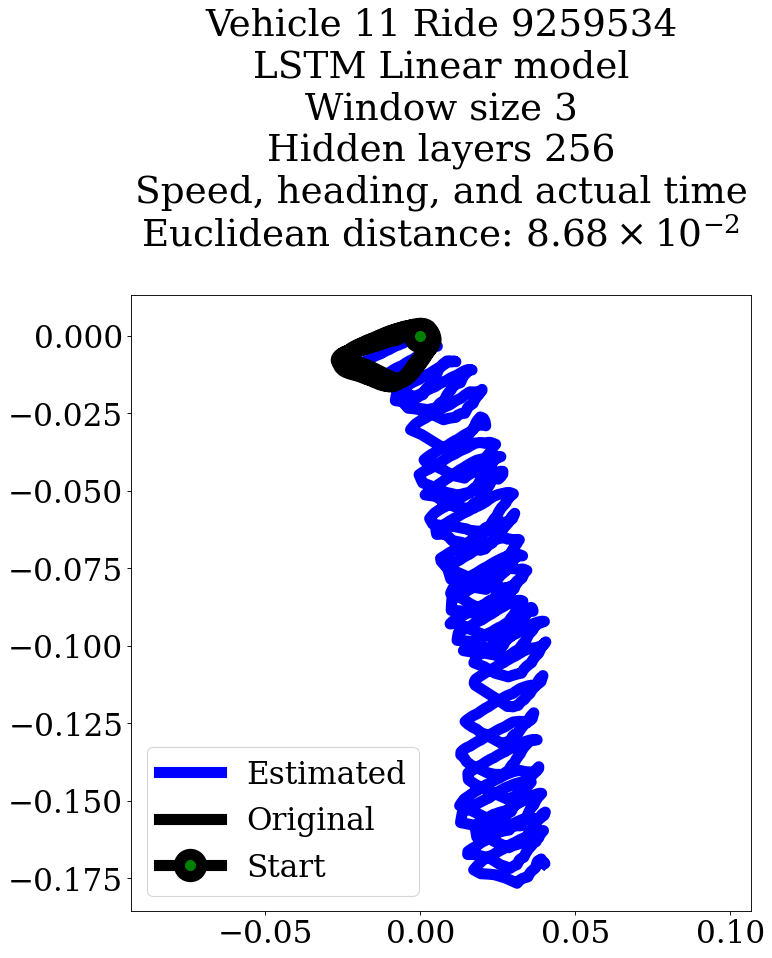 Vehicle 11 Ride 9259534
LSTM Linear model
Window size 3
Hidden layers 256
Speed, heading, and actual time
Euclidean distance: 8.68 × 10⁻²
0.000
−0.025
−0.050
−0.075
−0.100
−0.125
−0.150
−0.175
Estimated
Original
Start
−0.05 0.00 0.05 0.10